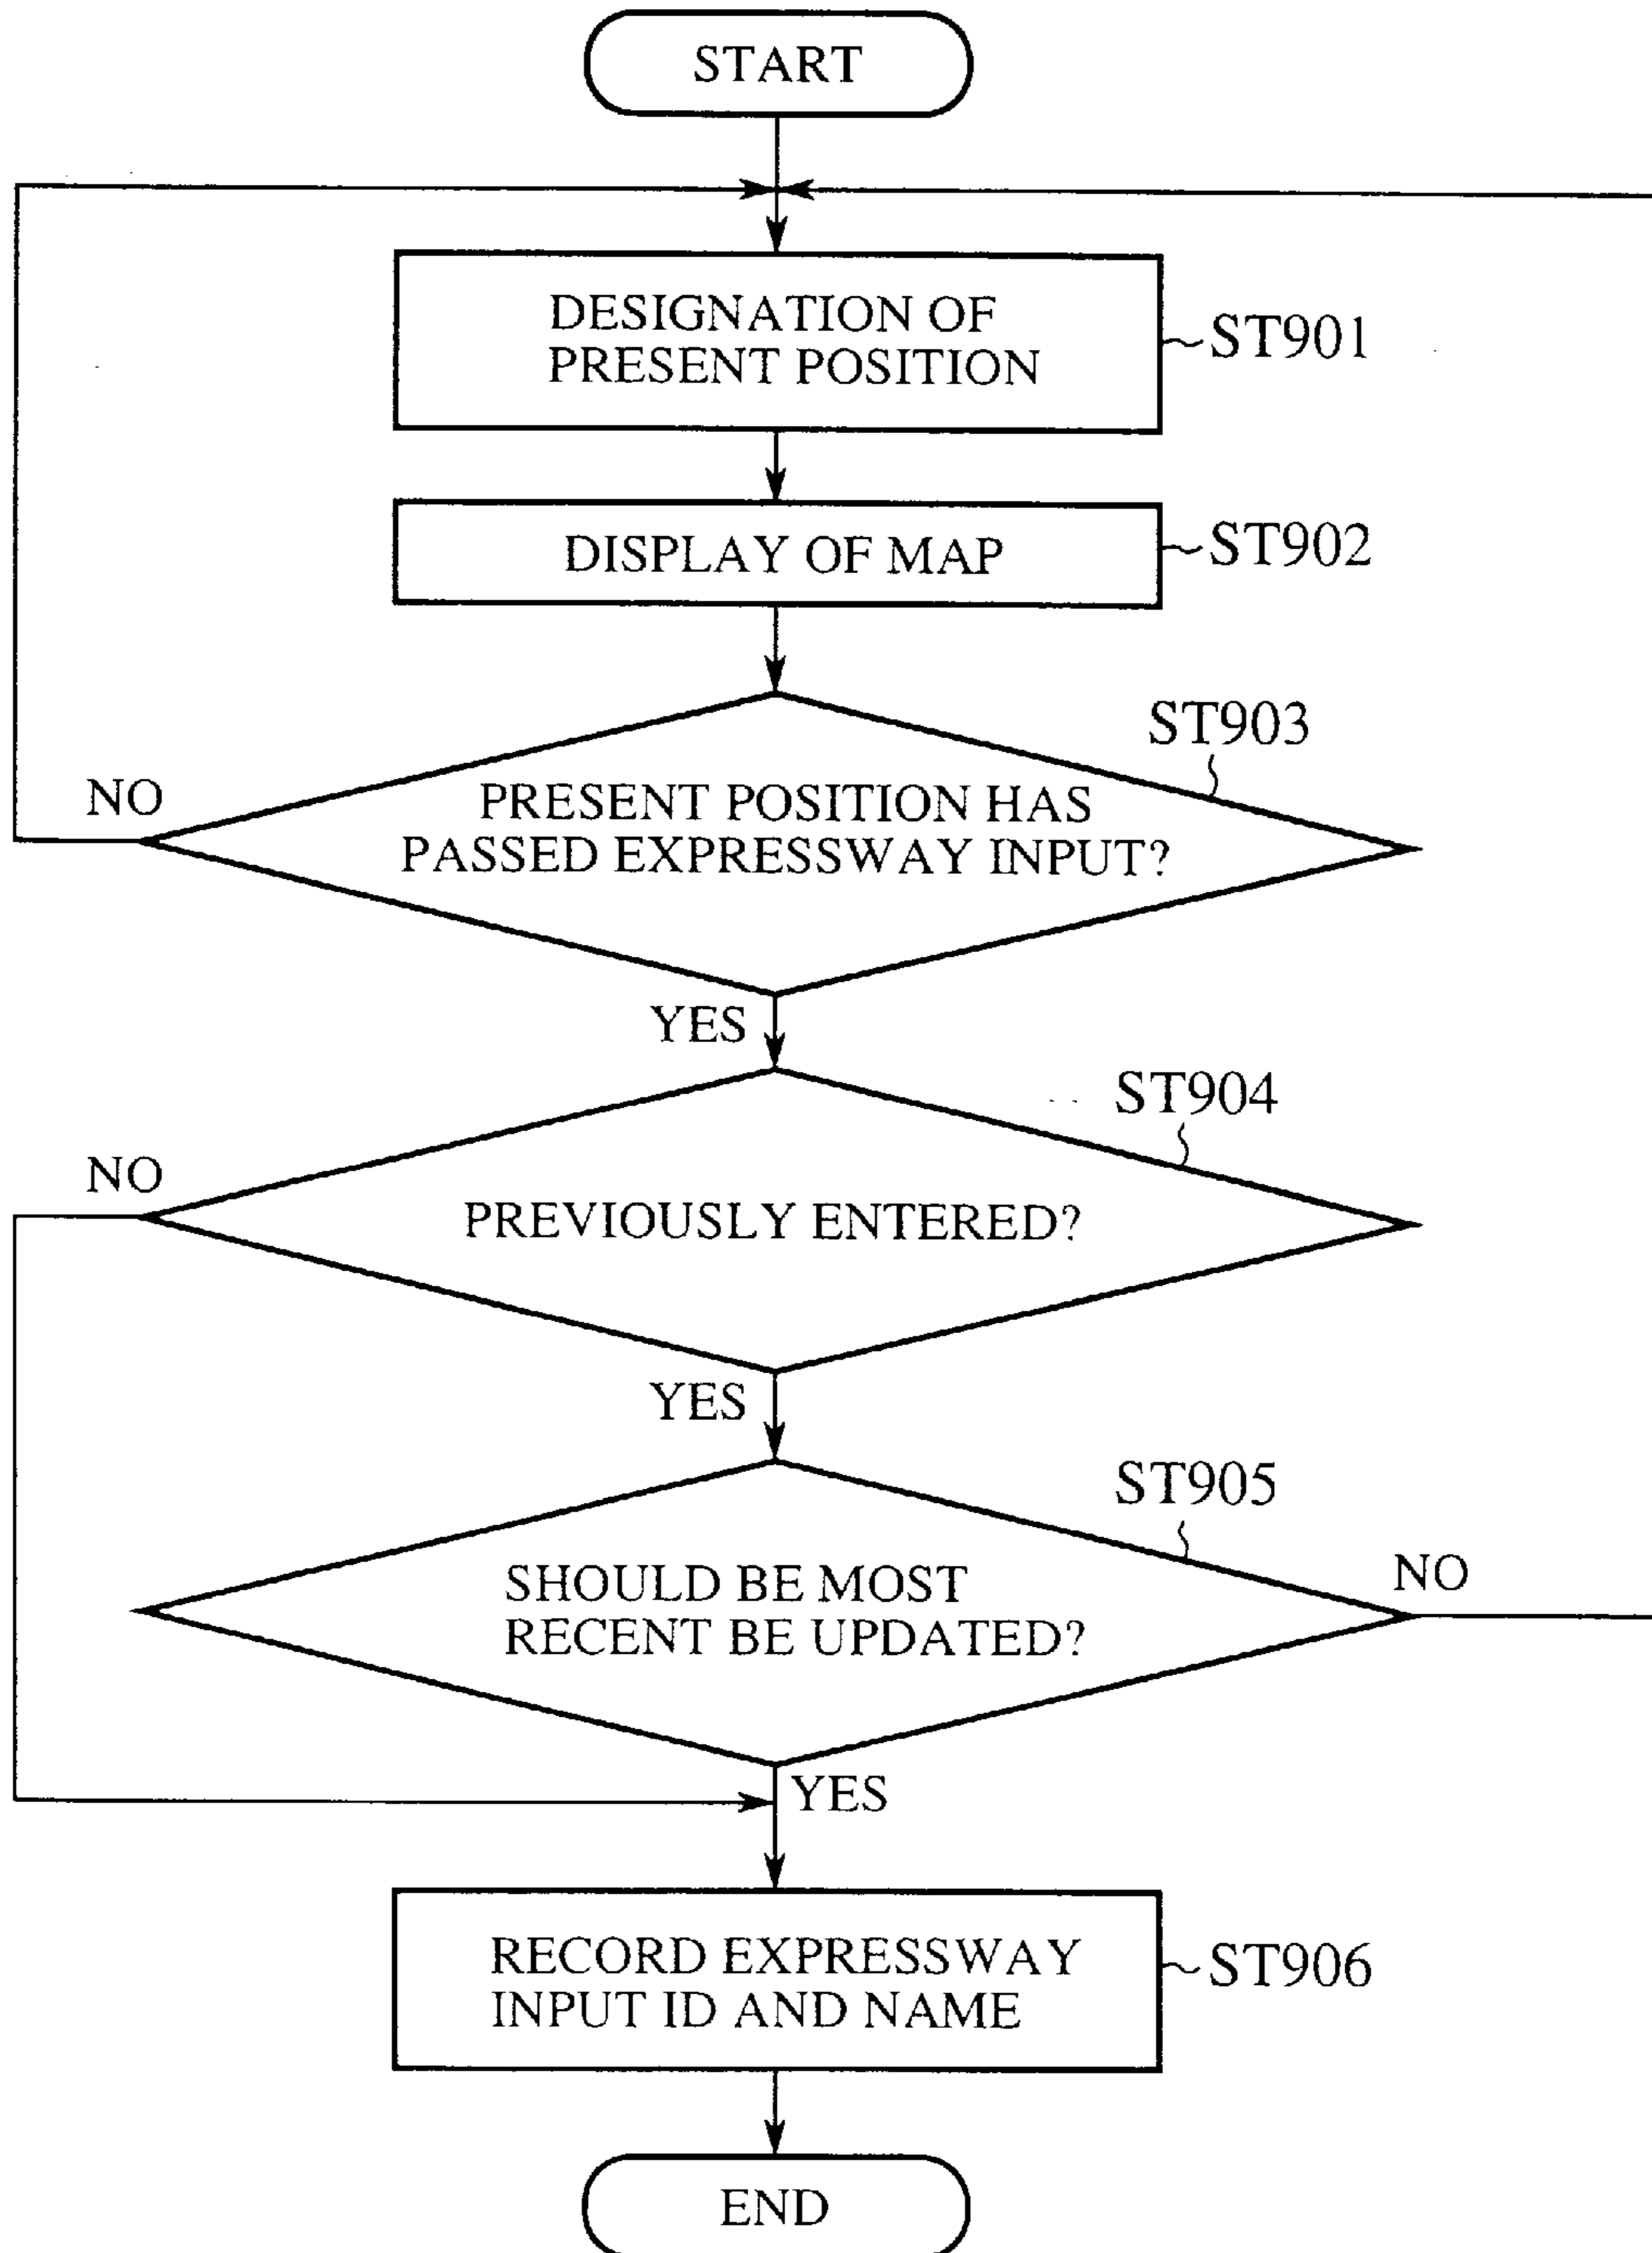 START
DESIGNATION OF
PRESENT POSITION
ST901
DISPLAY OF MAP
ST902
ST903
NO
PRESENT POSITION HAS
PASSED EXPRESSWAY INPUT?
YES
ST904
NO
PREVIOUSLY ENTERED?
YES
ST905
SHOULD BE MOST
RECENT BE UPDATED?
NO
YES
RECORD EXPRESSWAY
INPUT ID AND NAME
ST906
END